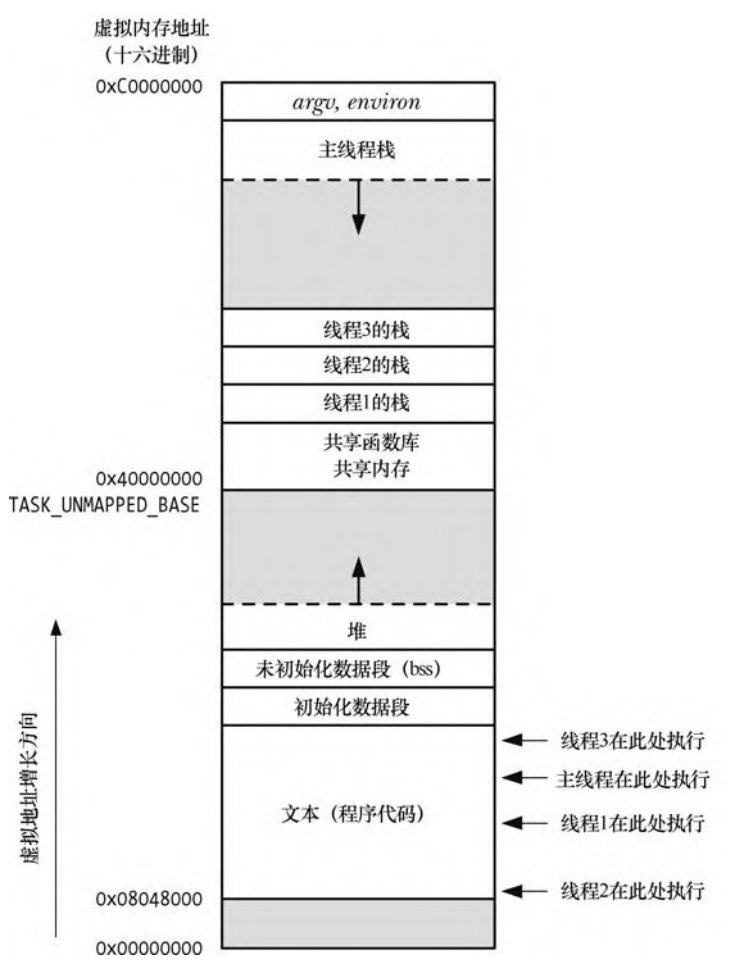 虚拟内存地址
（十六进制）
0xC0000000
argv, environ
主线程栈
线程3的栈
线程2的栈
线程1的栈
共享函数库
共享内存
0x40000000
TASK_UNMAPPED_BASE
堆
未初始化数据段（bss）
初始化数据段
线程3在此处执行
主线程在此处执行
文本（程序代码）
线程1在此处执行
线程2在此处执行
虚拟地址增长方向
0x08048000
0x00000000